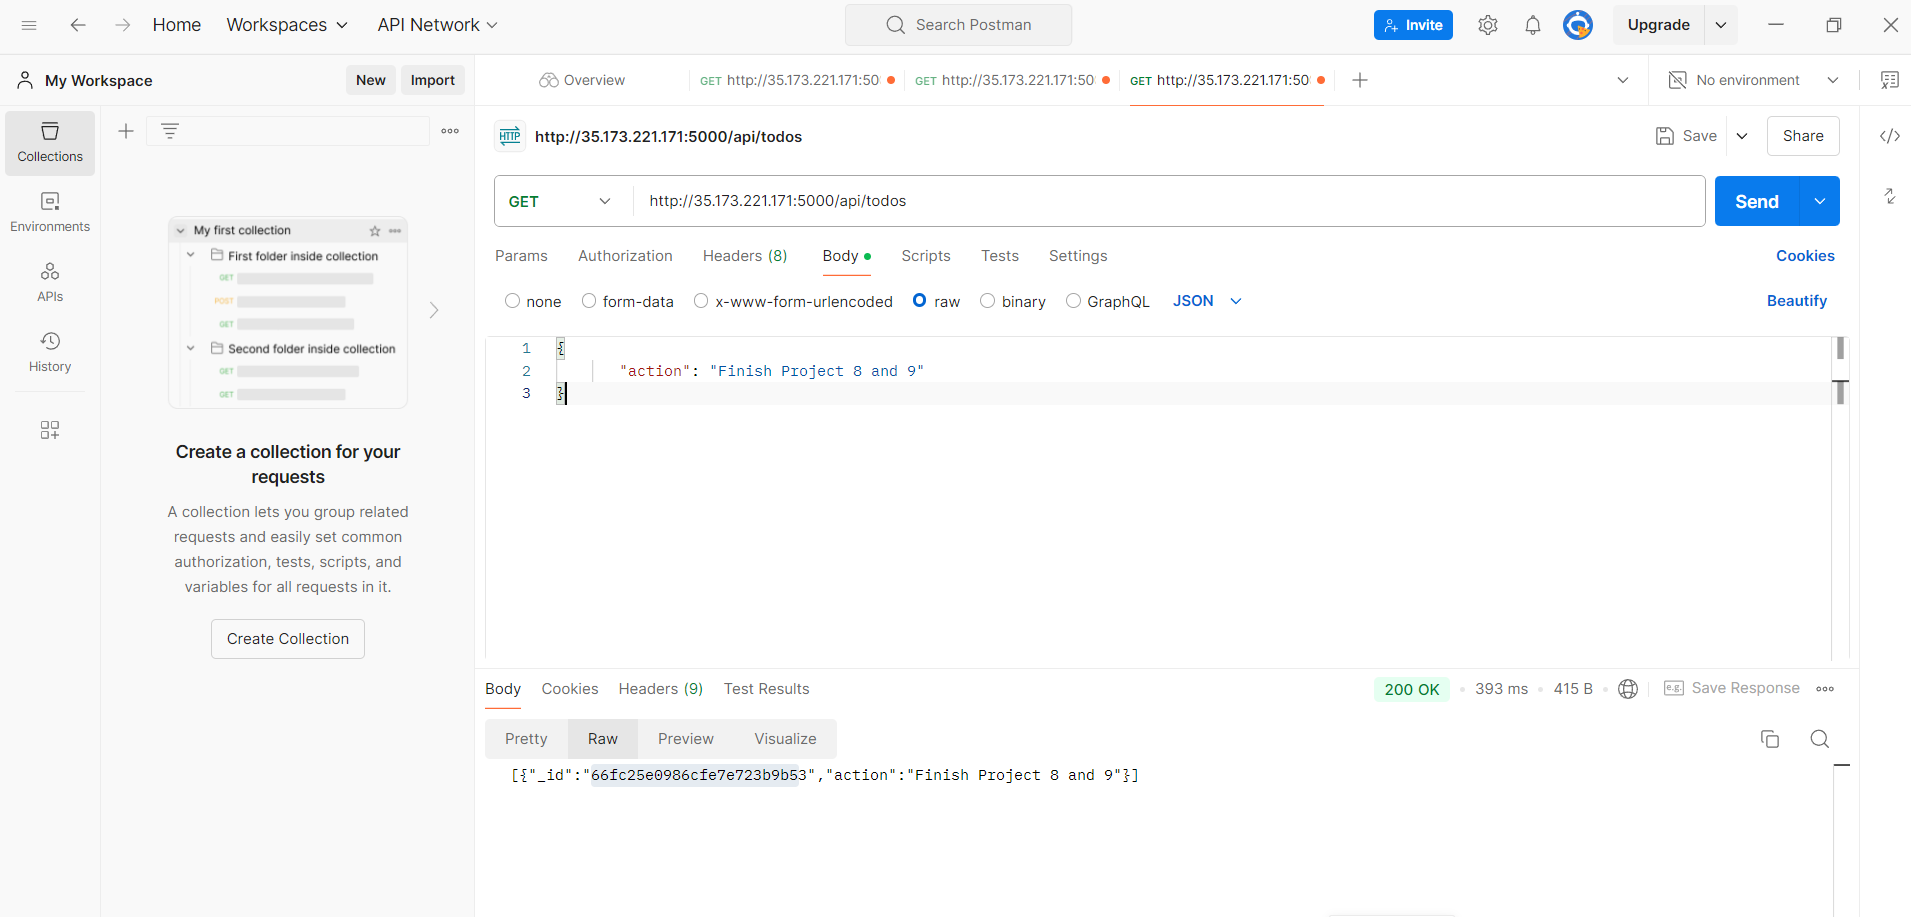 Home Workspaces API Network Search Postman Invite Upgrade
My Workspace New Import Overview GET http://35.173.221.171:50 GET http://35.173.221.171:50 GET http://35.173.221.171:50 No environment
Collections
Environments
APIs
History
My first collection
First folder inside collection
GET
POST
GET
Second folder inside collection
GET
GET
Create a collection for your
requests
A collection lets you group related
requests and easily set common
authorization, tests, scripts, and
variables for all requests in it.
Create Collection
HTTP http://35.173.221.171:5000/api/todos Save Share
GET http://35.173.221.171:5000/api/todos Send
Params Authorization Headers (8) Body Scripts Tests Settings Cookies
none form-data x-www-form-urlencoded raw binary GraphQL JSON Beautify
1 {
2 "action": "Finish Project 8 and 9"
3 }
Body Cookies Headers (9) Test Results 200 OK 393 ms 415 B e.g. Save Response
Pretty Raw Preview Visualize
[{"_id":"66fc25e0986cfe7e723b9b53","action":"Finish Project 8 and 9"}]